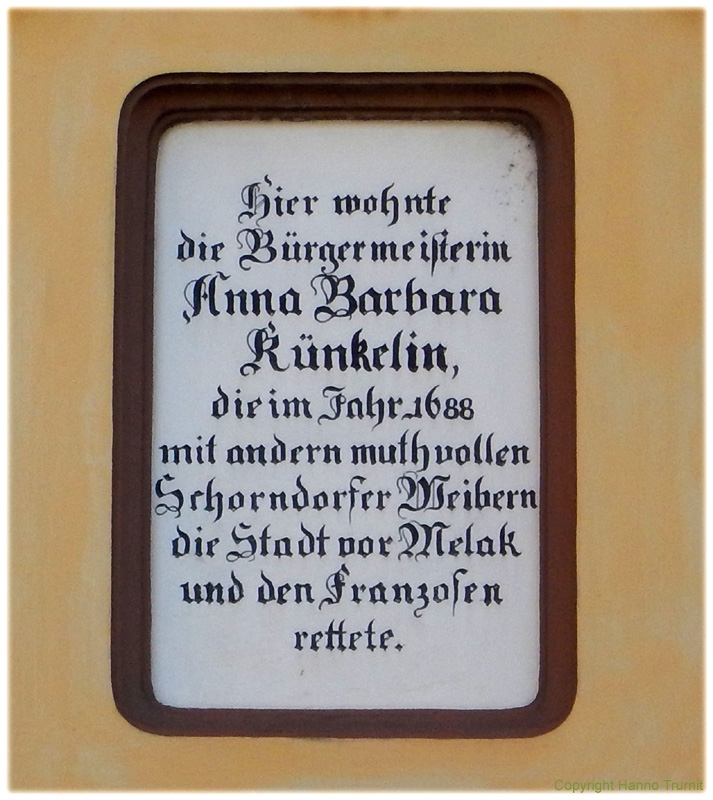 Hier wohnte
die Bürgermeiſterin
Anna Barbara
Künkelin,
die im Jahr 1688
mit andern muthvollen
Schorndorfer Weibern
die Stadt vor Melak
und den Franzoſen
rettete.
Copyright Hanno Trurnit